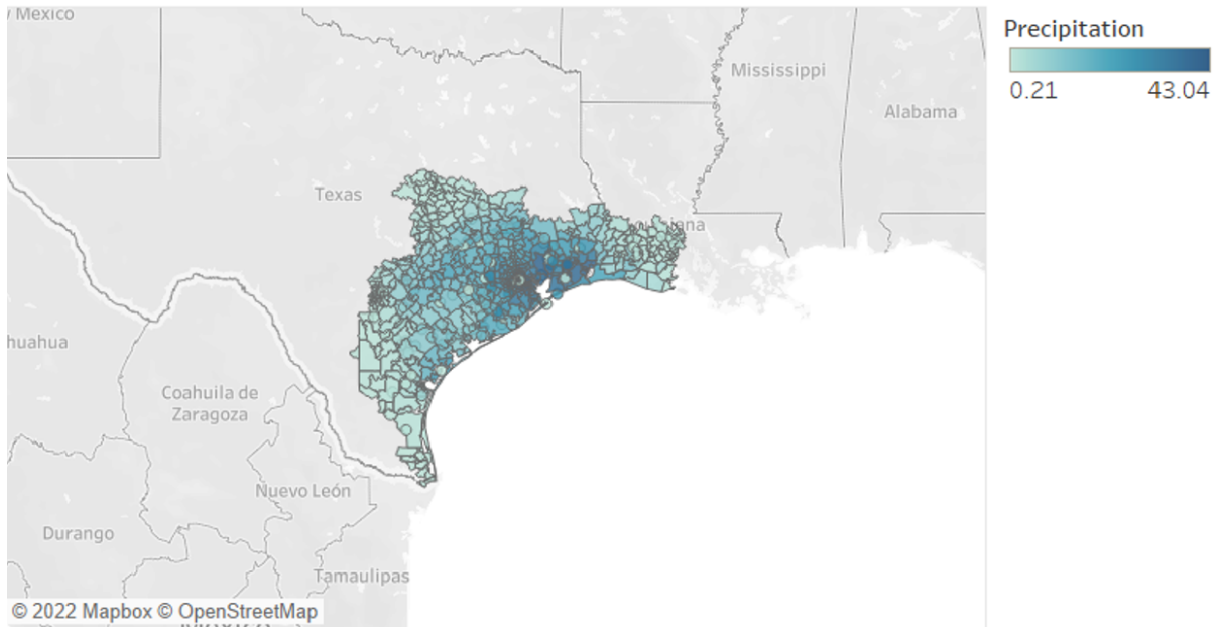 Mexico
Precipitation
0.21 43.04
Mississippi
Alabama
Texas
huahua
Coahuila de
Zaragoza
Nuevo León
Durango
Tamaulipas
© 2022 Mapbox © OpenStreetMap